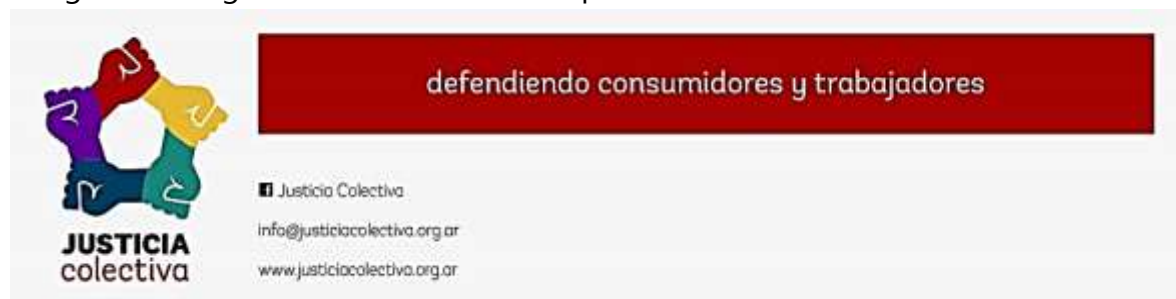 defendiendo consumidores y trabajadores
Justicia Colectiva
info@justiciacolectiva.org.ar
www.justiciacolectiva.org.ar
JUSTICIA
colectiva